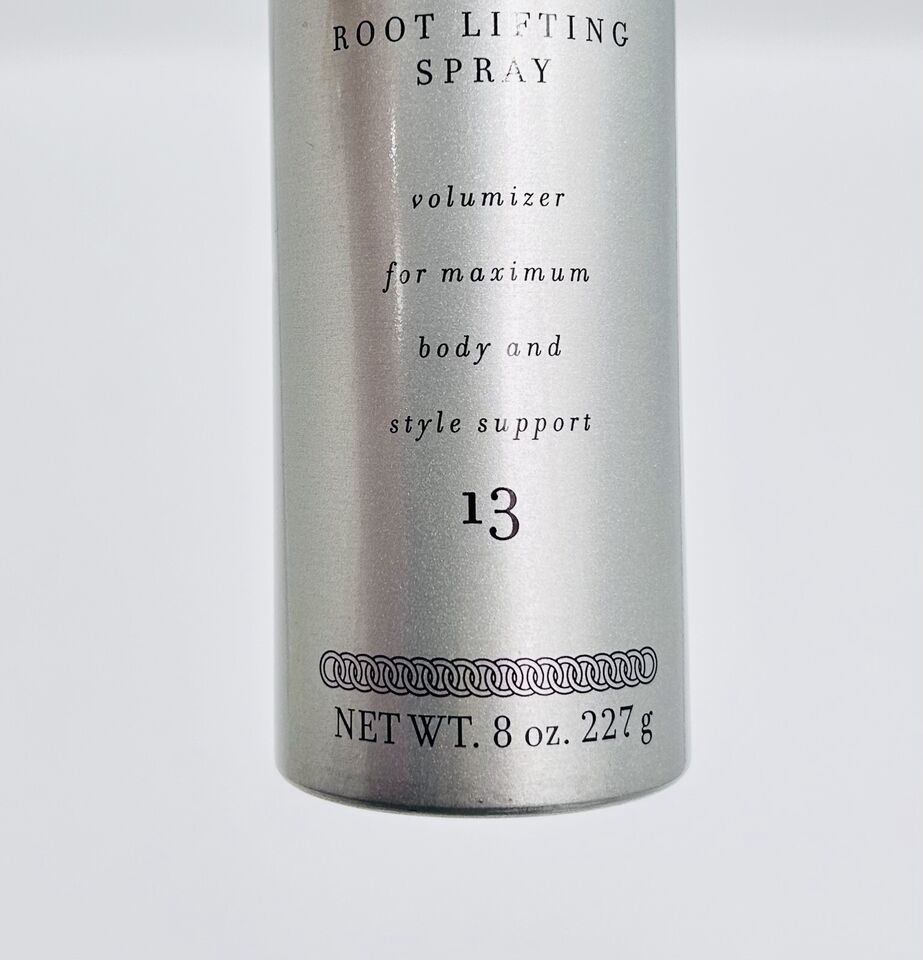 ROOT LIFTING
SPRAY
volumizer
for maximum
body and
style support
13
NET WT. 8 oz. 227 g